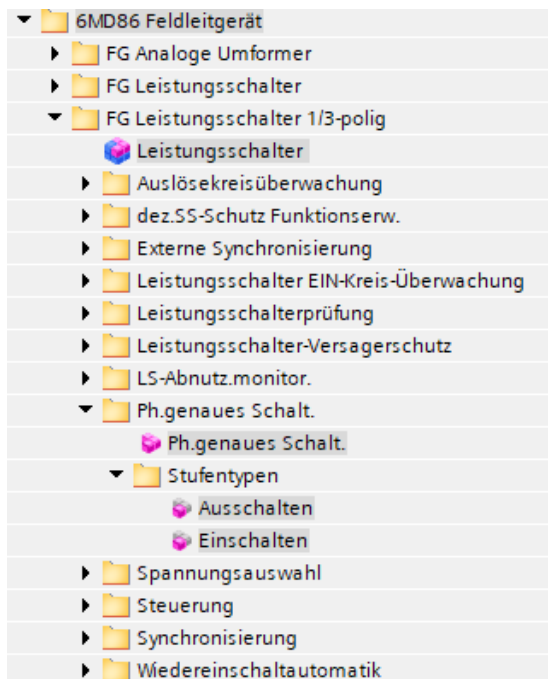 6MD86 Feldleitgerät
FG Analoge Umformer
FG Leistungsschalter
FG Leistungsschalter 1/3-polig
Leistungsschalter
Auslösekreisüberwachung
dez.SS-Schutz Funktionserw.
Externe Synchronisierung
Leistungsschalter EIN-Kreis-Überwachung
Leistungsschalterprüfung
Leistungsschalter-Versagerschutz
LS-Abnutz.monitor.
Ph.genaues Schalt.
Ph.genaues Schalt.
Stufentypen
Ausschalten
Einschalten
Spannungsauswahl
Steuerung
Synchronisierung
Wiedereinschaltautomatik